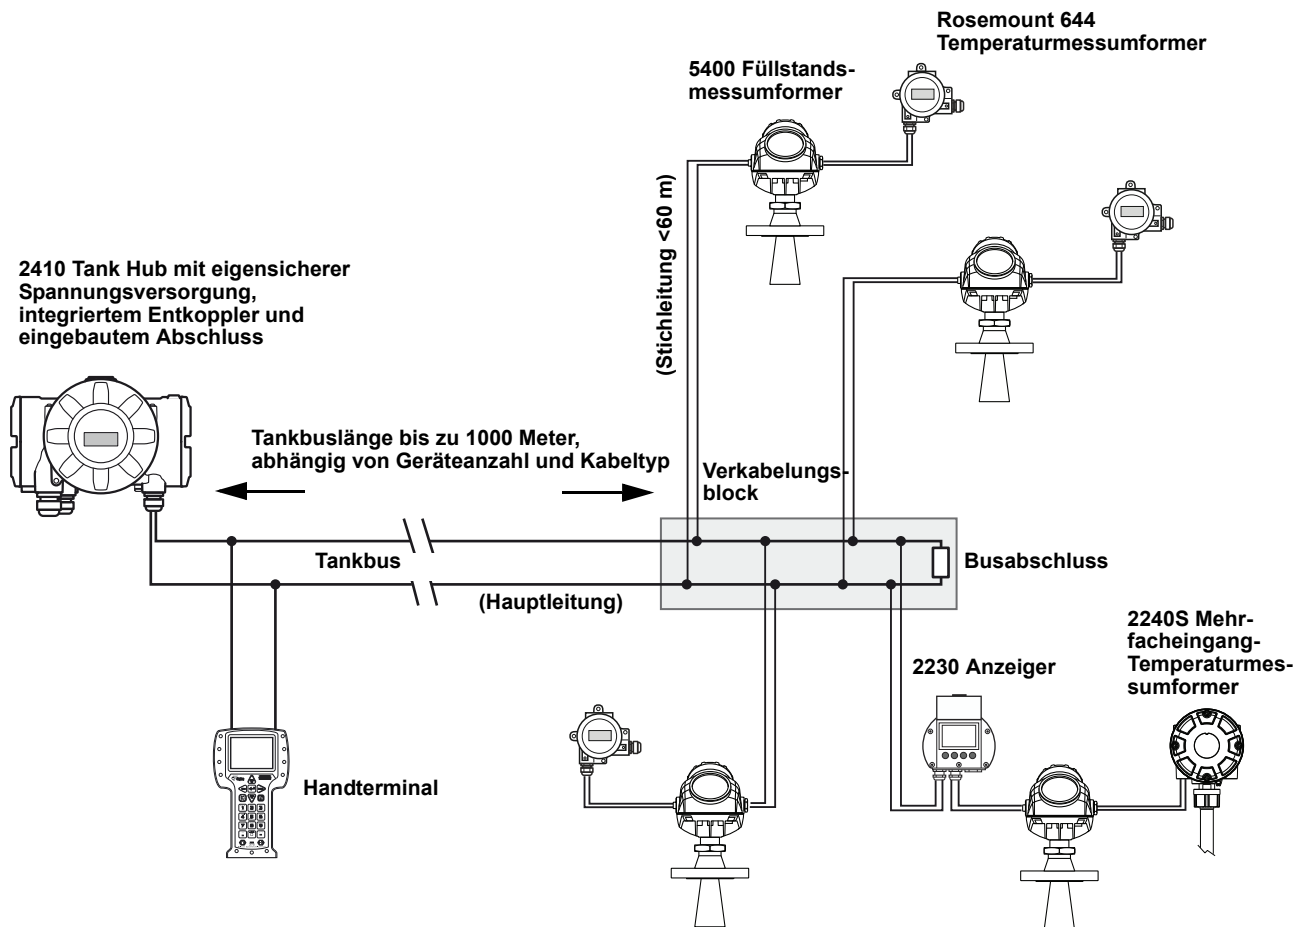 Rosemount 644
Temperaturmessumformer
5400 Füllstands-
messumformer
(Stichleitung <60 m)
2410 Tank Hub mit eigensicherer
Spannungsversorgung,
integriertem Entkoppler und
eingebautem Abschluss
Tankbuslänge bis zu 1000 Meter,
abhängig von Geräteanzahl und Kabeltyp
Verkabelungs-
block
Tankbus
(Hauptleitung)
Busabschluss
2240S Mehr-
facheingang-
Temperaturmes-
sumformer
2230 Anzeiger
Handterminal